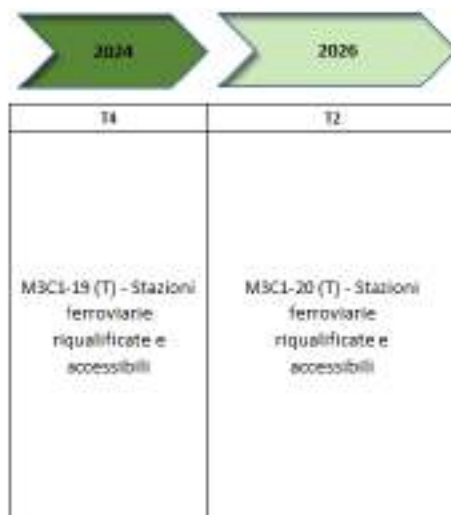 2024
2026
T4
T2
M3C1-19 (T) - Stazioni
ferroviarie
riqualificate e
accessibili
M3C1-20 (T) - Stazioni
ferroviarie
riqualificate e
accessibili